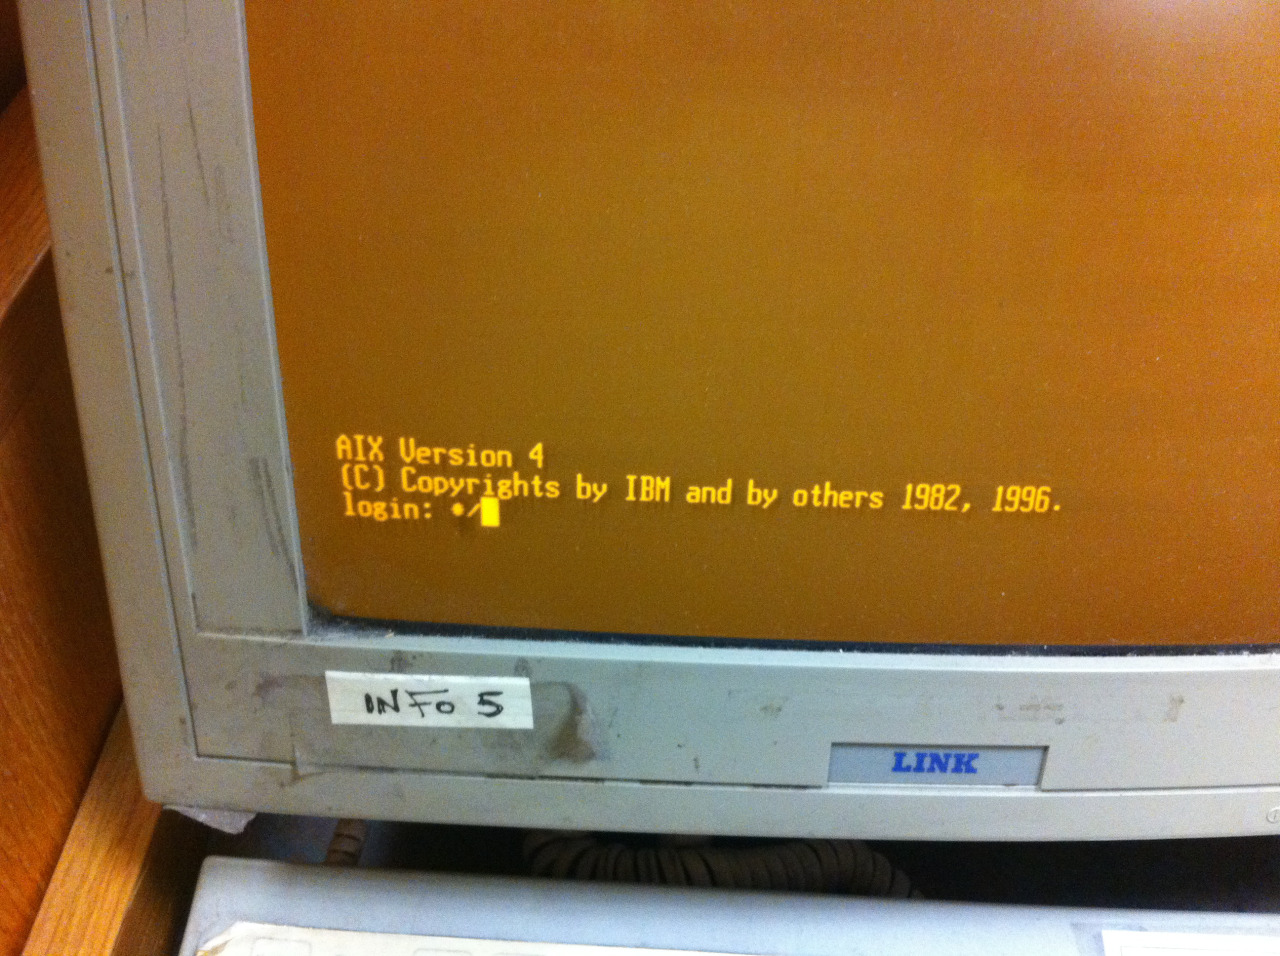 AIX Version 4
(C) Copyrights by IBM and by others 1982, 1996.
login: */
INFO 5
LINK